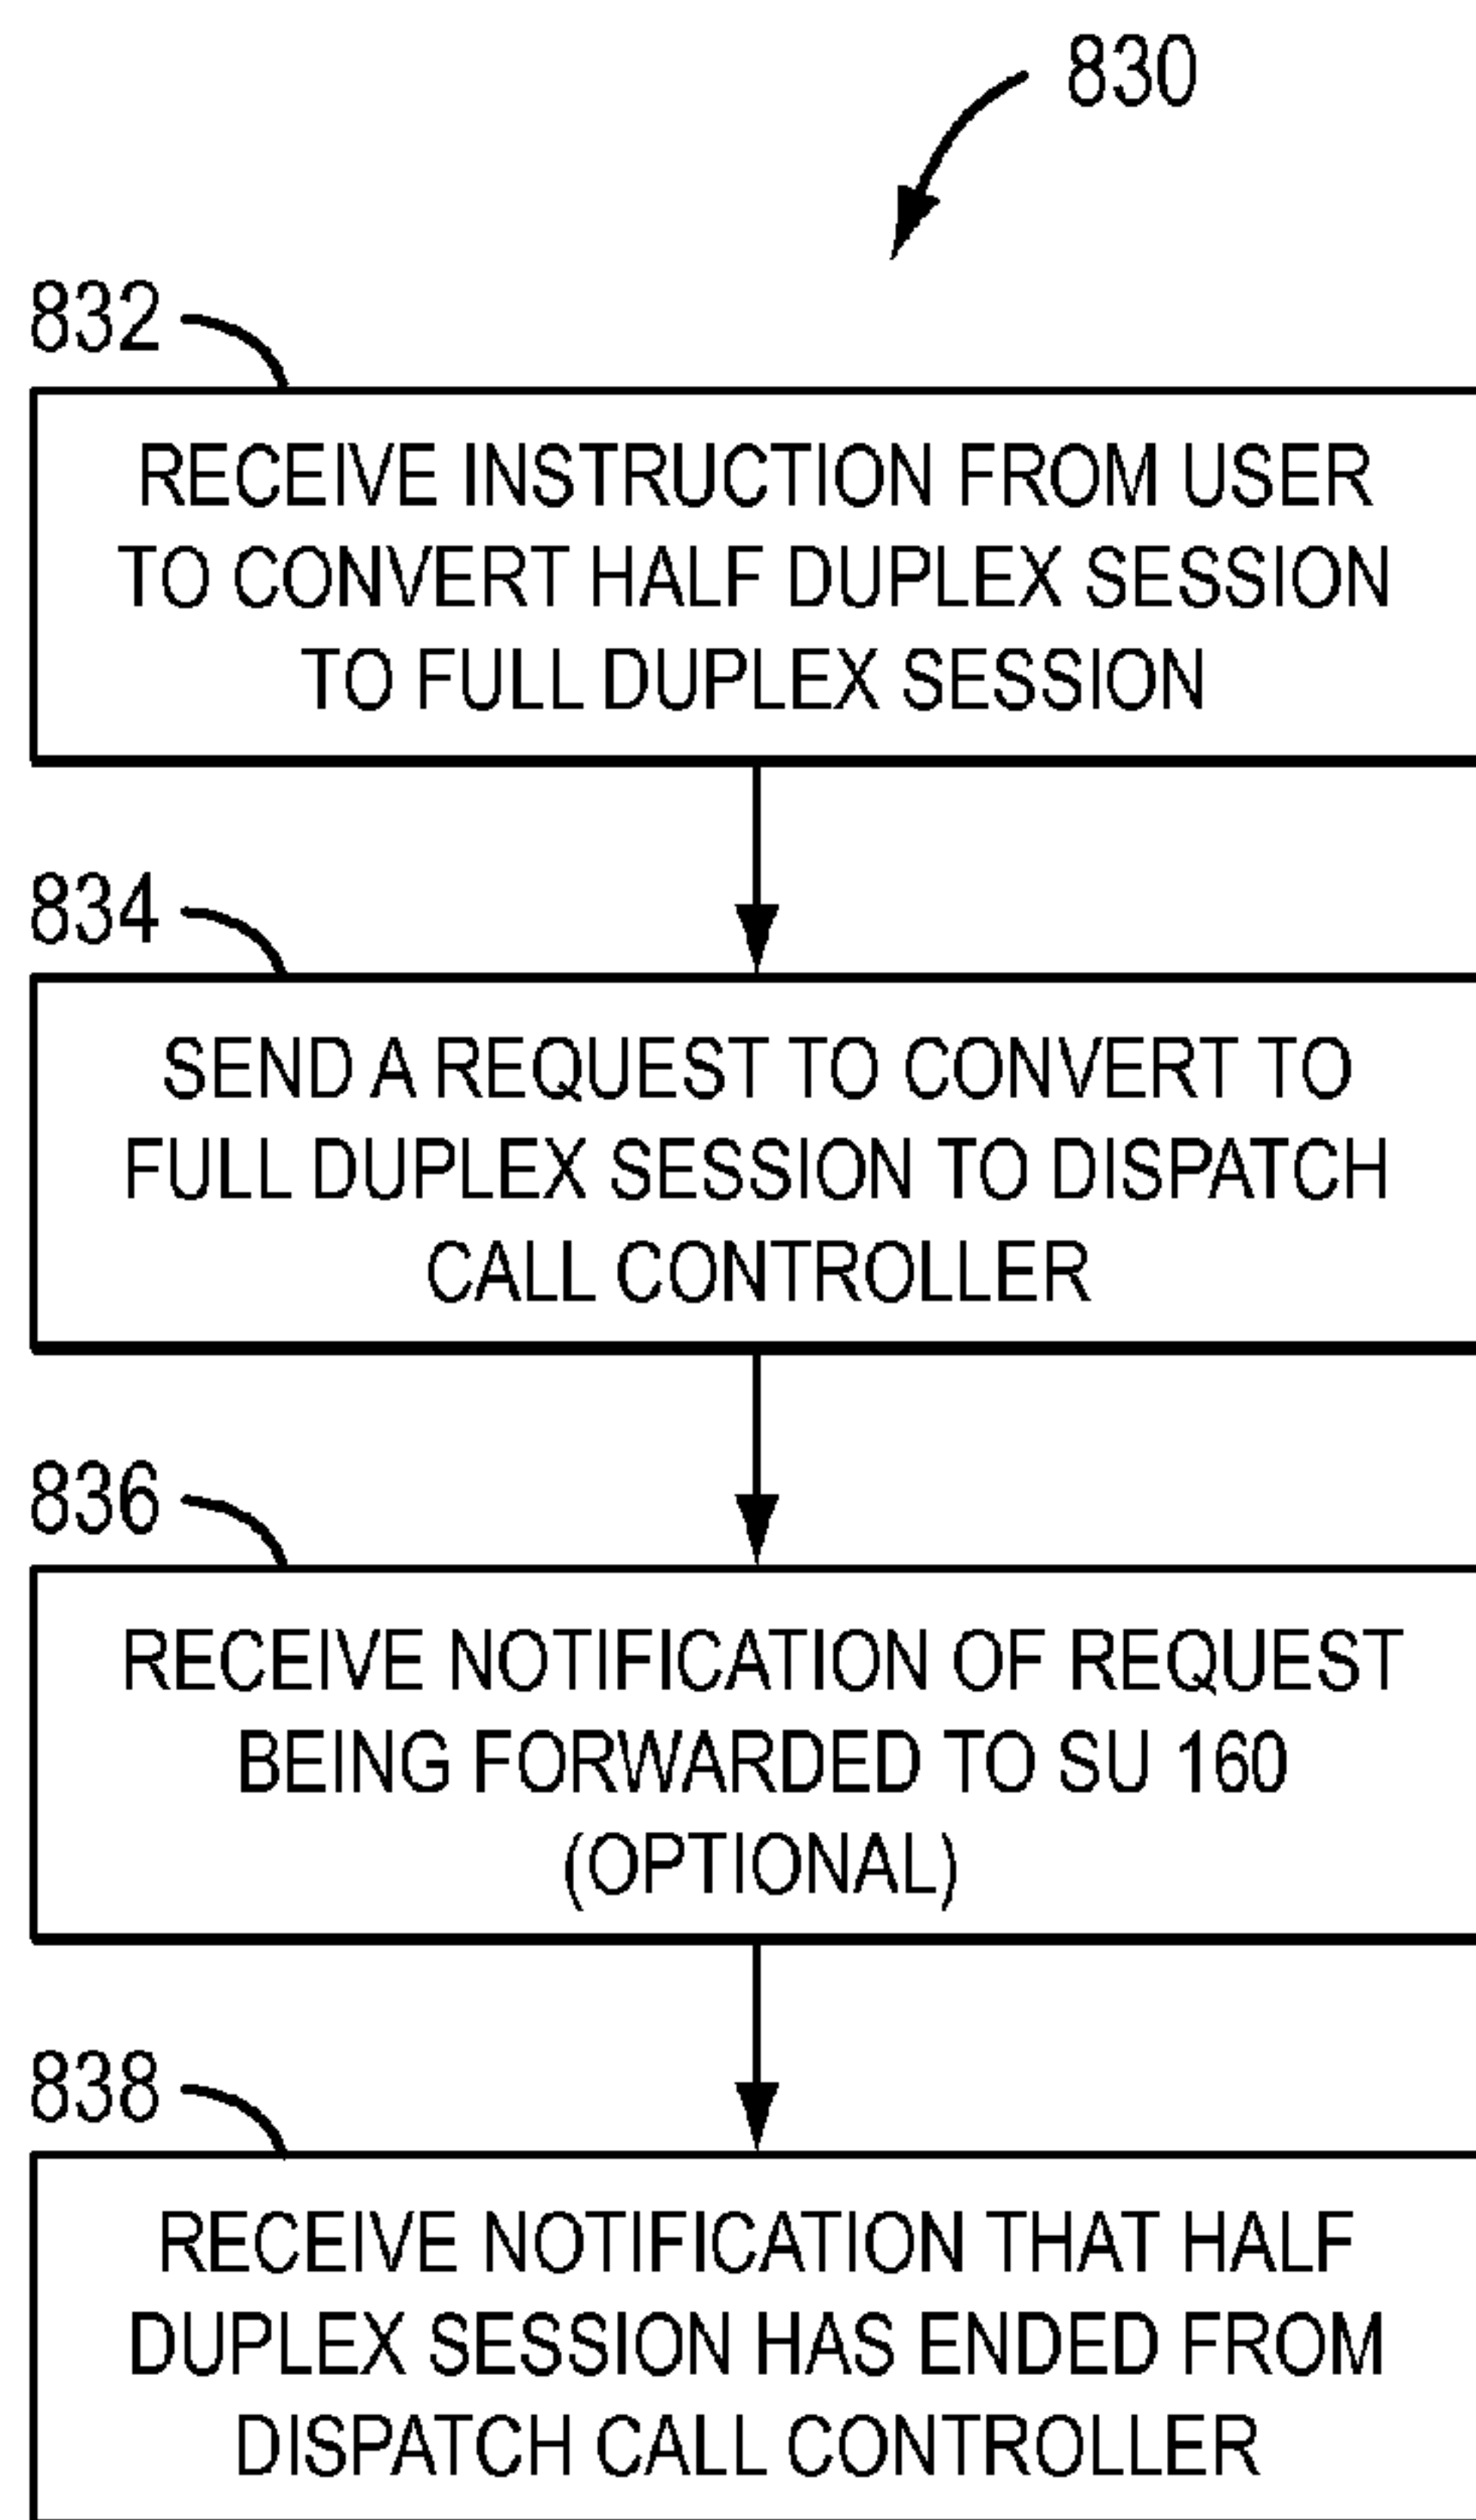 830
832
RECEIVE INSTRUCTION FROM USER
TO CONVERT HALF DUPLEX SESSION
TO FULL DUPLEX SESSION
834
SEND A REQUEST TO CONVERT TO
FULL DUPLEX SESSION TO DISPATCH
CALL CONTROLLER
836
RECEIVE NOTIFICATION OF REQUEST
BEING FORWARDED TO SU 160
(OPTIONAL)
838
RECEIVE NOTIFICATION THAT HALF
DUPLEX SESSION HAS ENDED FROM
DISPATCH CALL CONTROLLER